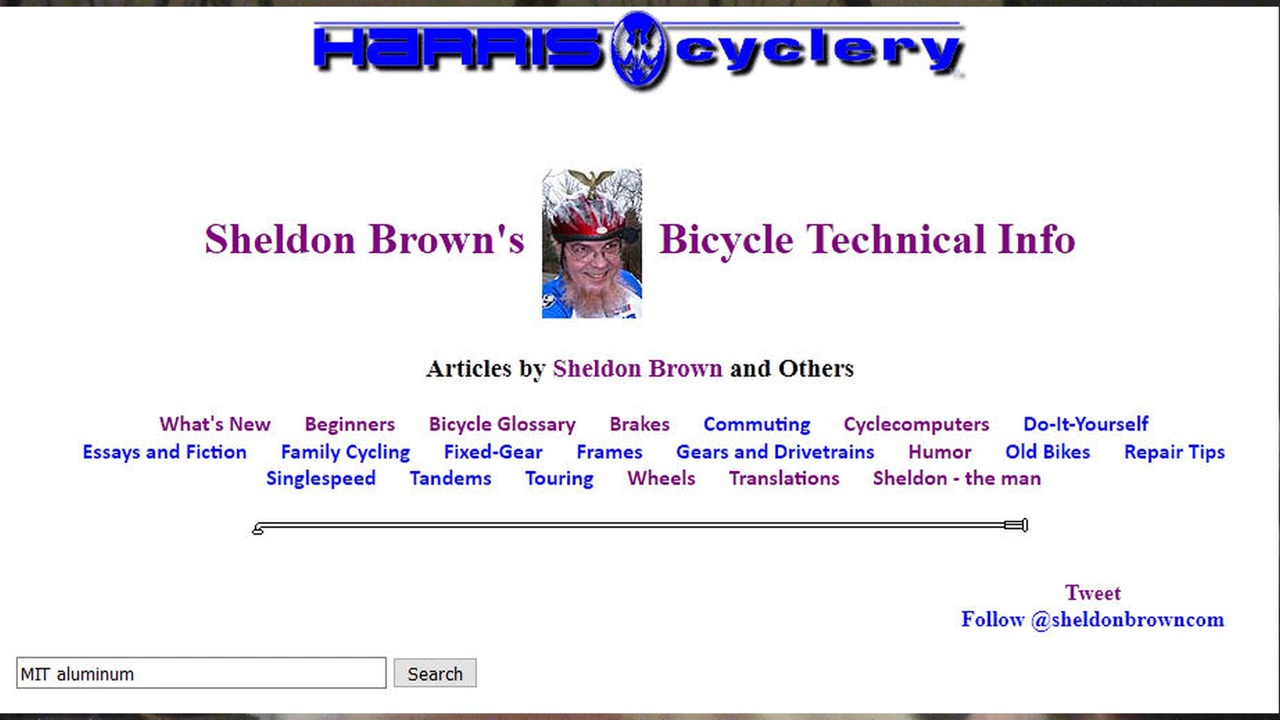 HARRIS cyclery
Sheldon Brown's Bicycle Technical Info
Articles by Sheldon Brown and Others
What's New Beginners Bicycle Glossary Brakes Commuting Cyclecomputers Do-It-Yourself
Essays and Fiction Family Cycling Fixed-Gear Frames Gears and Drivetrains Humor Old Bikes Repair Tips
Singlespeed Tandems Touring Wheels Translations Sheldon - the man
Tweet
Follow @sheldonbrowncom
MIT aluminum Search